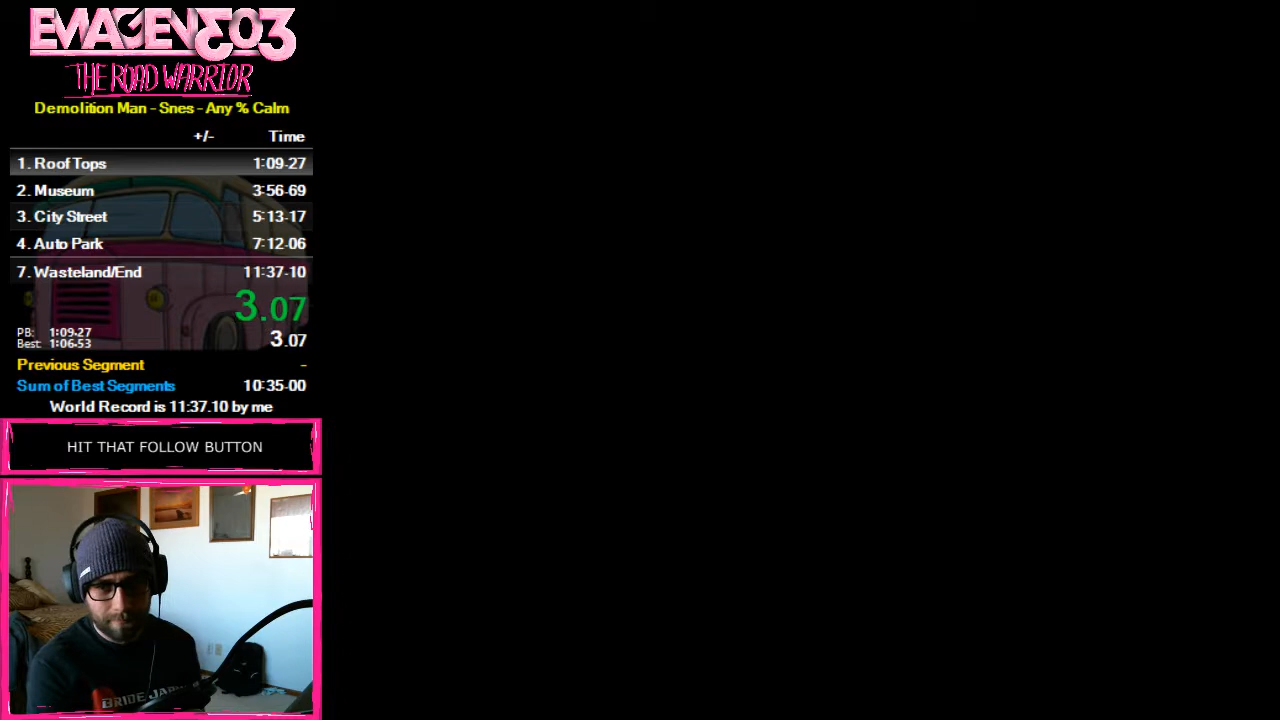 EMAGEN303
THE ROAD WARRIOR
Demolition Man - Snes - Any % Calm
+/- Time
1. Roof Tops 1:09.27
2. Museum 3:56.69
3. City Street 5:13.17
4. Auto Park 7:12.06
7. Wasteland/End 11:37.10
3.07
PB: 1:09.27
Best: 1:06.53 3.07
Previous Segment -
Sum of Best Segments 10:35.00
World Record is 11:37.10 by me
HIT THAT FOLLOW BUTTON
BRIDE